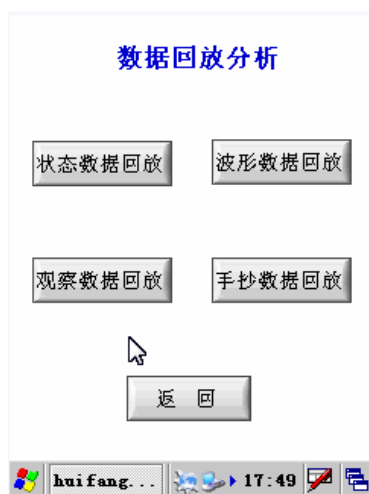 数据回放分析
状态数据回放 波形数据回放
观察数据回放 手抄数据回放
返 回
huifang... 17:49